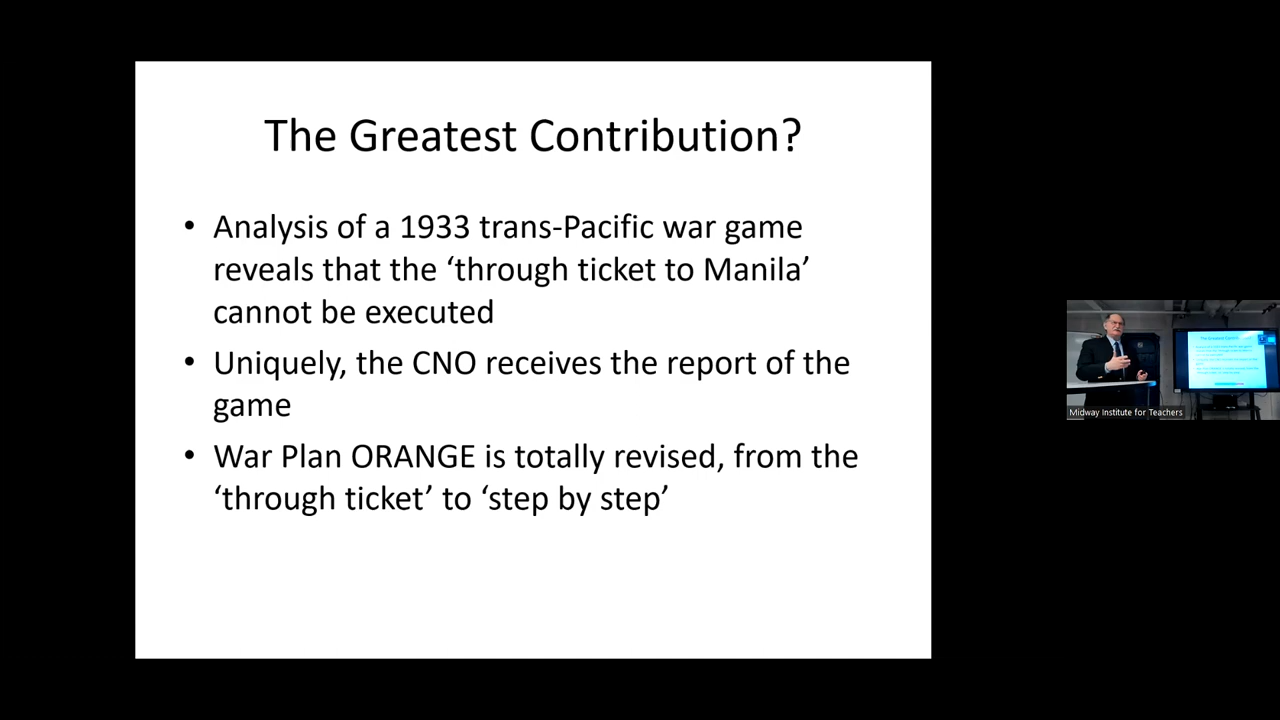 The Greatest Contribution?
• Analysis of a 1933 trans-Pacific war game
reveals that the ‘through ticket to Manila’
cannot be executed
• Uniquely, the CNO receives the report of the
game
• War Plan ORANGE is totally revised, from the
‘through ticket’ to ‘step by step’
Midway Institute for Teachers